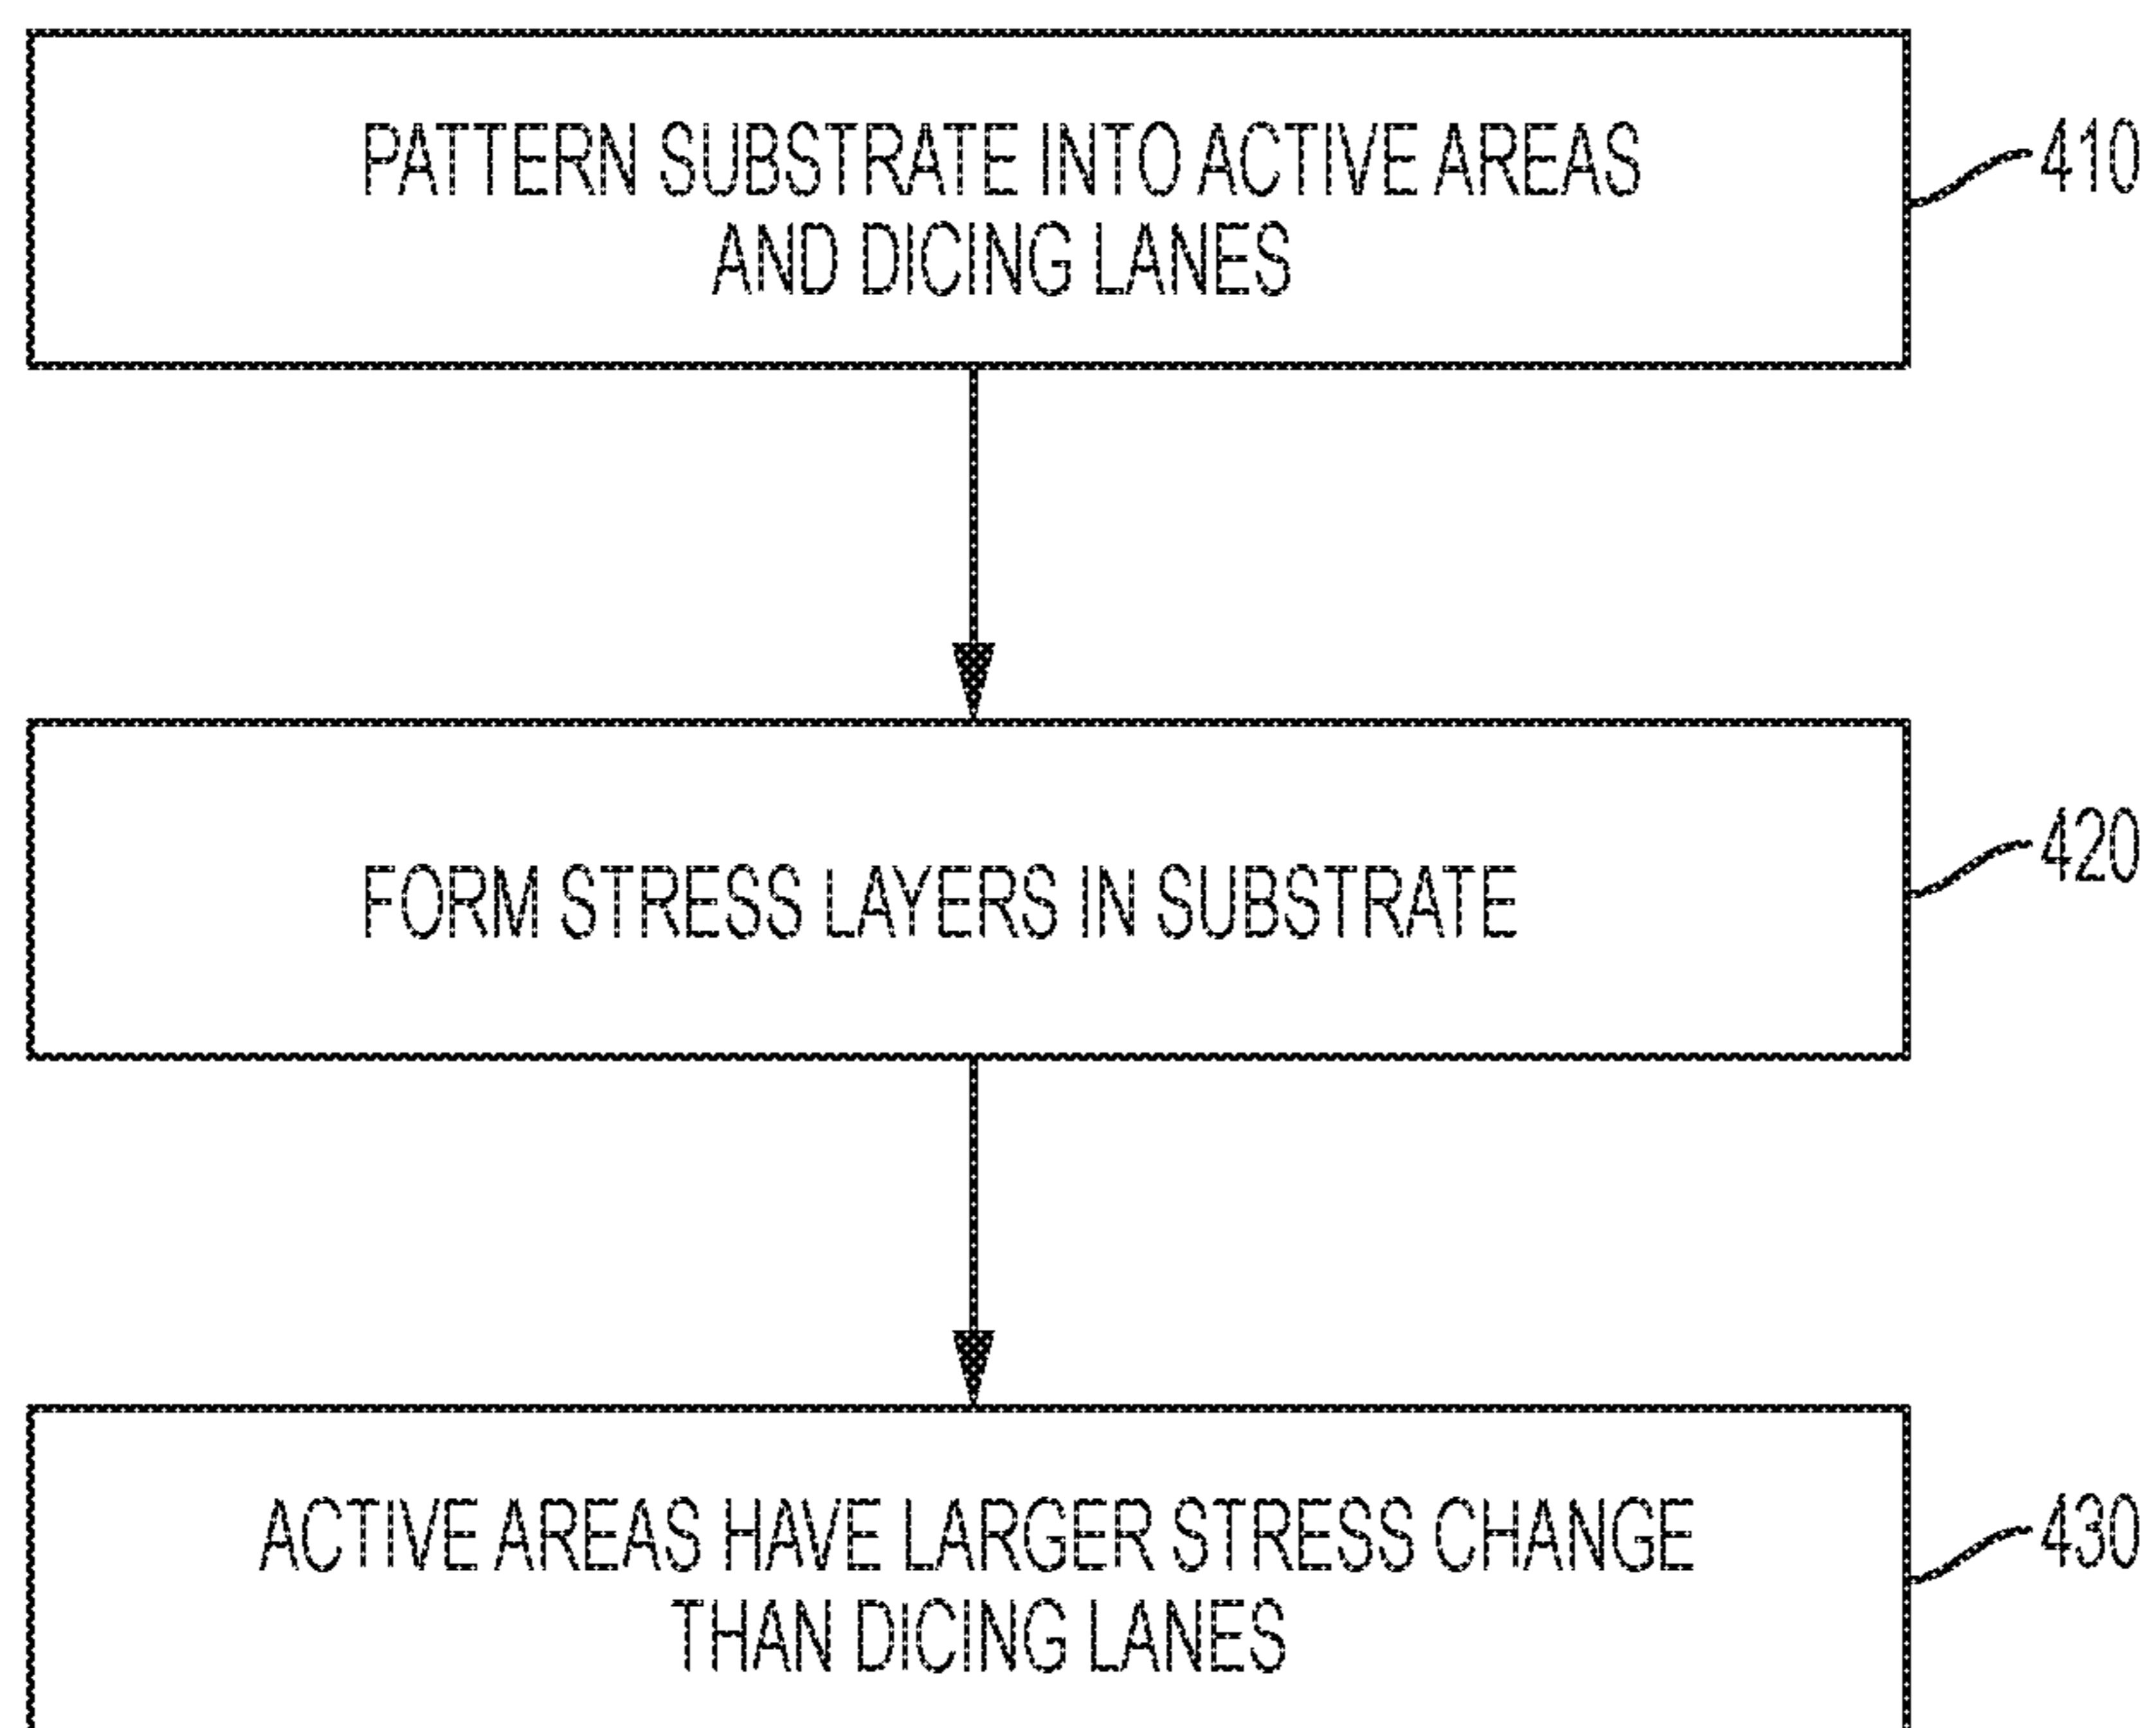 PATTERN SUBSTRATE INTO ACTIVE AREAS
AND DICING LANES
410
FORM STRESS LAYERS IN SUBSTRATE
420
ACTIVE AREAS HAVE LARGER STRESS CHANGE
THAN DICING LANES
430